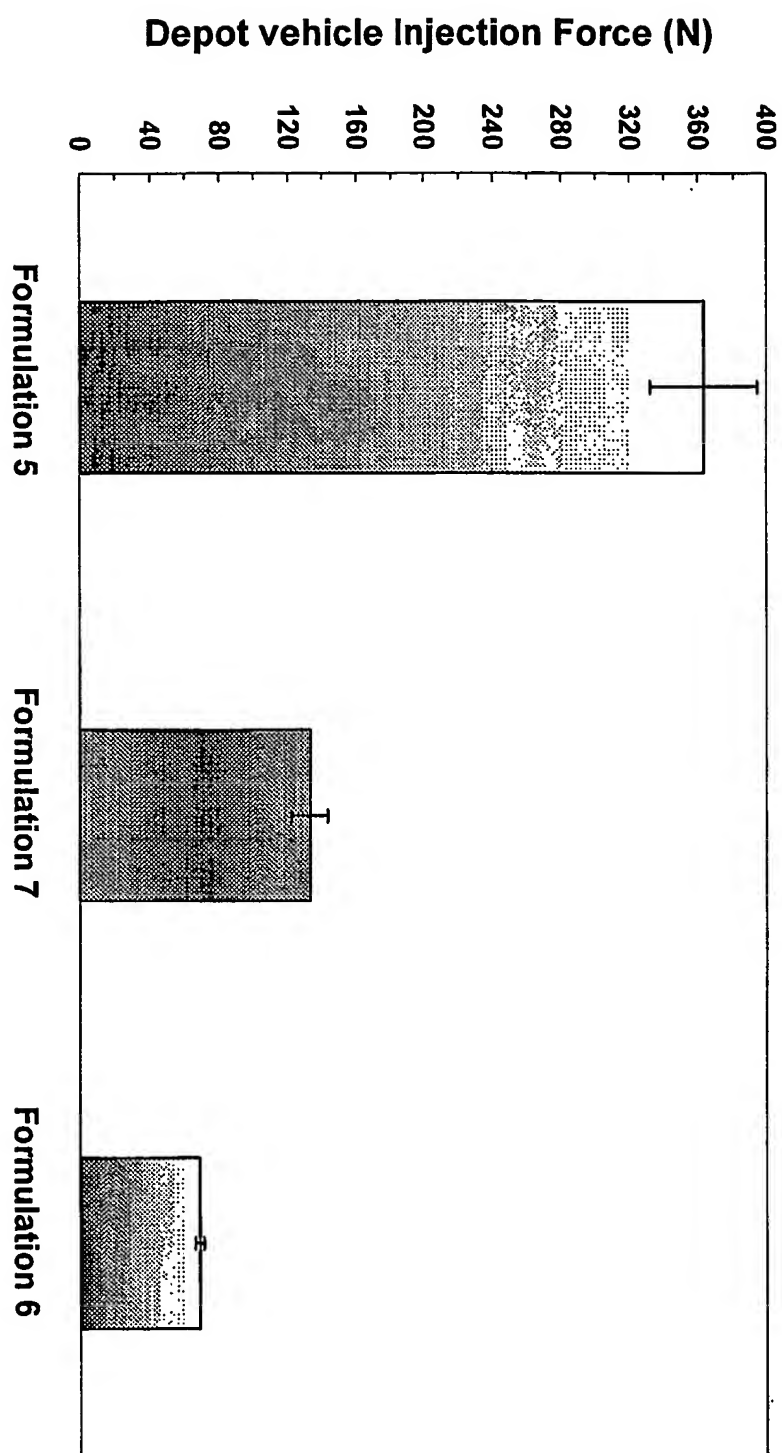 Depot vehicle Injection Force (N)
400
360
320
280
240
200
160
120
80
40
0
Formulation 5
Formulation 7
Formulation 6